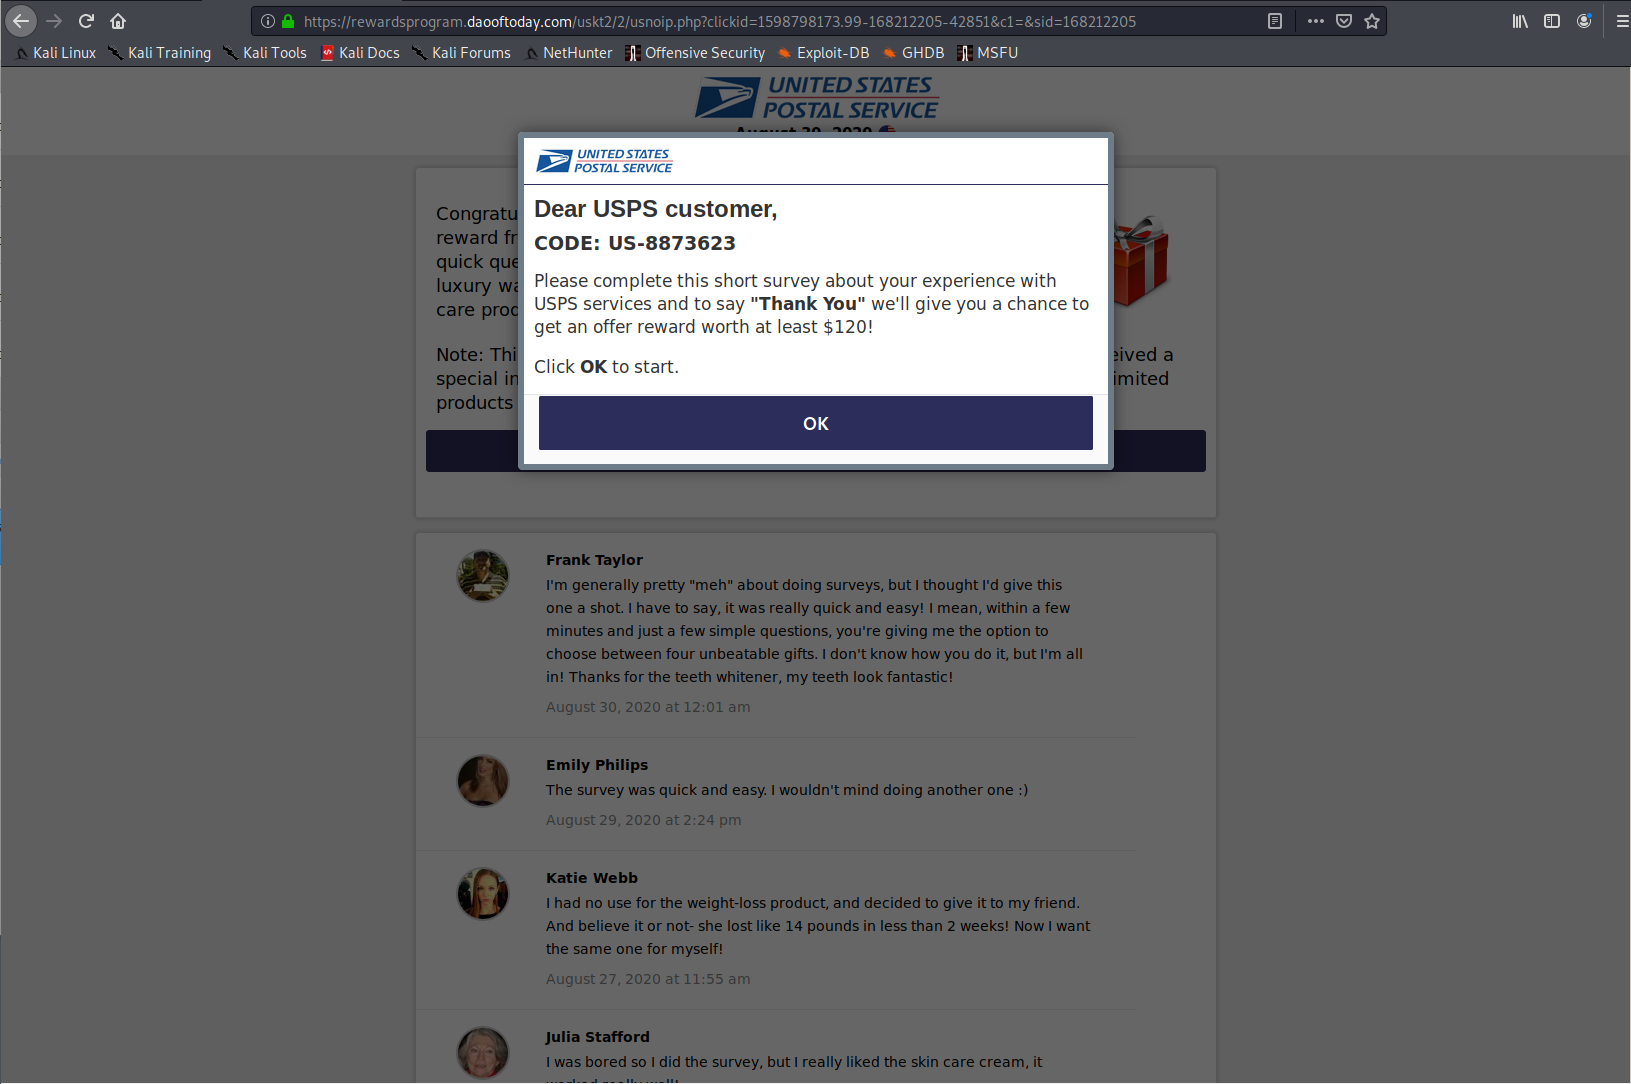 https://rewardsprogram.daooftoday.com/uskt2/2/usnoip.php?clickid=1598798173.99-168212205-42851&c1=&sid=168212205
Kali Linux Kali Training Kali Tools Kali Docs Kali Forums NetHunter Offensive Security Exploit-DB GHDB MSFU
UNITED STATES
POSTAL SERVICE
August 30, 2020
UNITED STATES
POSTAL SERVICE
Dear USPS customer,
CODE: US-8873623
Please complete this short survey about your experience with
USPS services and to say "Thank You" we'll give you a chance to
get an offer reward worth at least $120!
Click OK to start.
OK
Congratu
reward fr
quick que
luxury wa
care prod
Note: Thi eived a
special in imited
products
Frank Taylor
I'm generally pretty "meh" about doing surveys, but I thought I'd give this
one a shot. I have to say, it was really quick and easy! I mean, within a few
minutes and just a few simple questions, you're giving me the option to
choose between four unbeatable gifts. I don't know how you do it, but I'm all
in! Thanks for the teeth whitener, my teeth look fantastic!
August 30, 2020 at 12:01 am
Emily Philips
The survey was quick and easy. I wouldn't mind doing another one :)
August 29, 2020 at 2:24 pm
Katie Webb
I had no use for the weight-loss product, and decided to give it to my friend.
And believe it or not- she lost like 14 pounds in less than 2 weeks! Now I want
the same one for myself!
August 27, 2020 at 11:55 am
Julia Stafford
I was bored so I did the survey, but I really liked the skin care cream, it
worked really well!